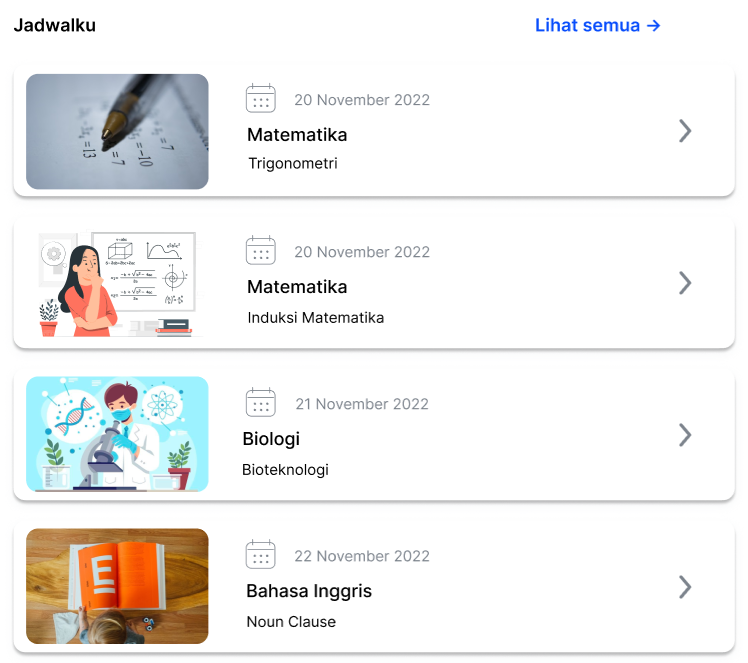 Jadwalku
Lihat semua →
20 November 2022
Matematika
Trigonometri
20 November 2022
Matematika
Induksi Matematika
21 November 2022
Biologi
Bioteknologi
E
22 November 2022
Bahasa Inggris
Noun Clause